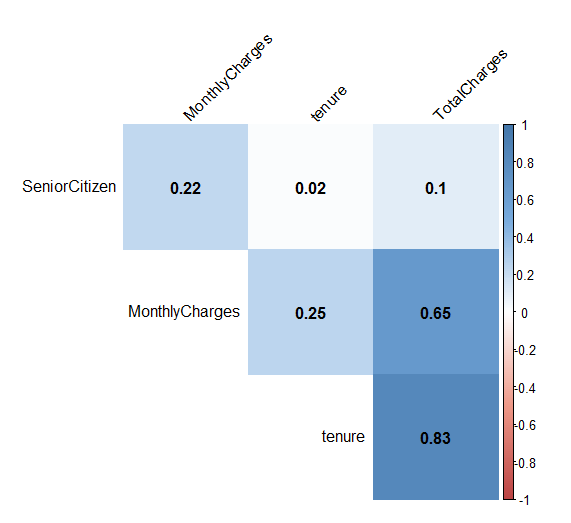 MonthlyCharges tenure TotalCharges
SeniorCitizen 0.22 0.02 0.1
MonthlyCharges 0.25 0.65
tenure 0.83
1
0.8
0.6
0.4
0.2
0
-0.2
-0.4
-0.6
-0.8
-1